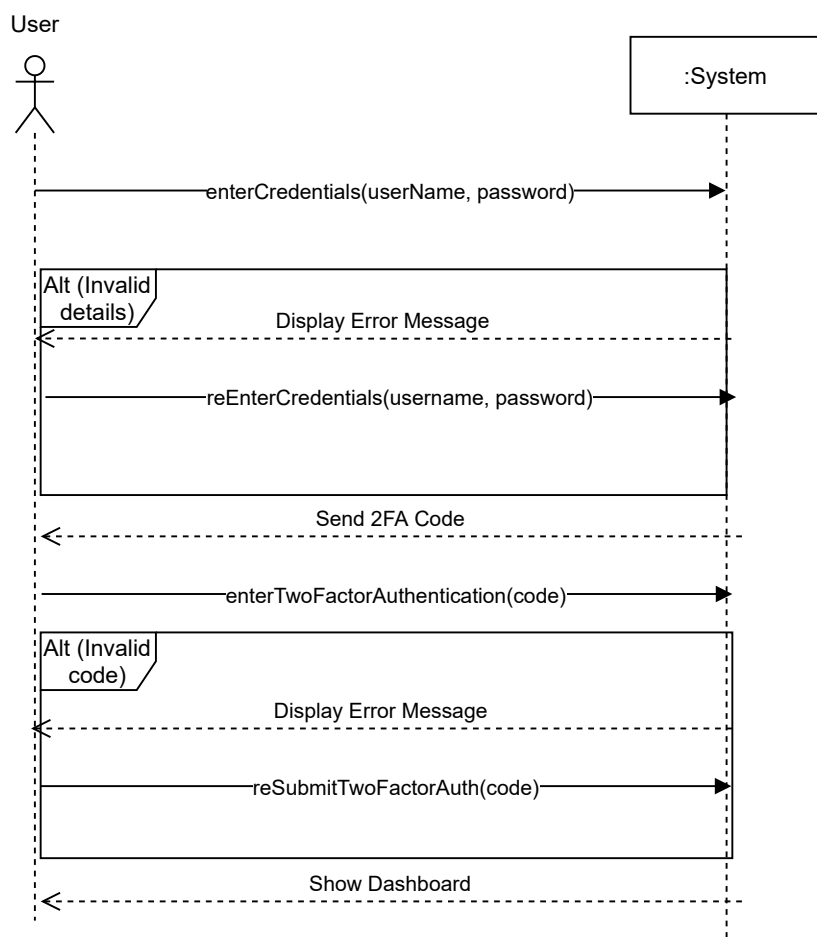 User
:System
enterCredentials(userName, password)
Alt (Invalid
details)
Display Error Message
reEnterCredentials(username, password)
Send 2FA Code
enterTwoFactorAuthentication(code)
Alt (Invalid
code)
Display Error Message
reSubmitTwoFactorAuth(code)
Show Dashboard